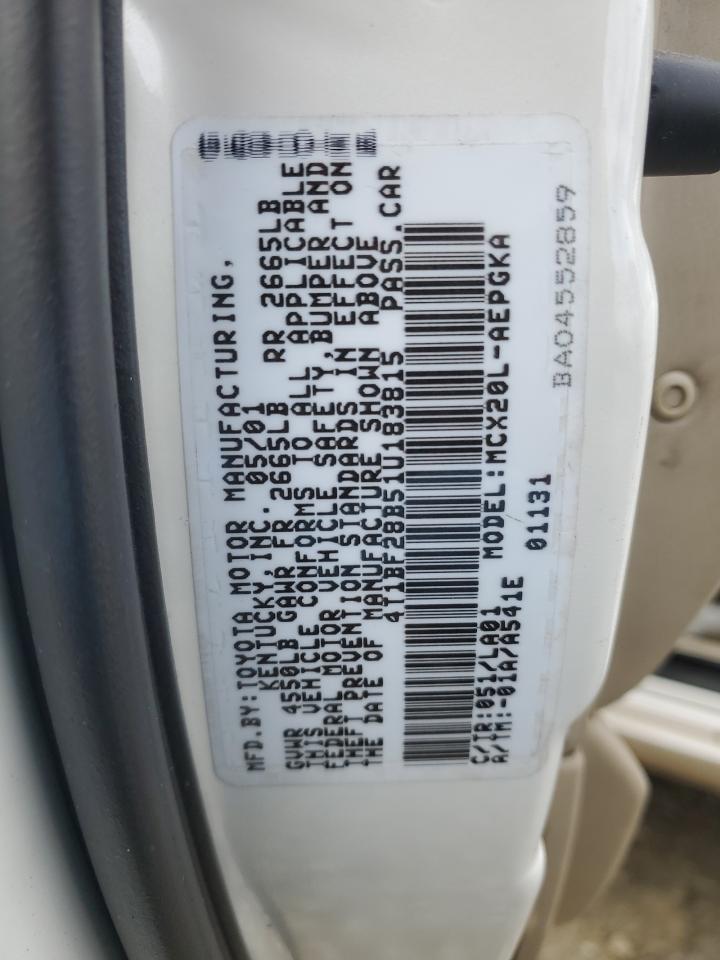 MFD.BY:TOYOTA MOTOR MANUFACTURING,
KENTUCKY,INC. 05/01
GVWR 4550LB GAWR FR 2665LB RR 2665LB
THIS VEHICLE CONFORMS TO ALL APPLICABLE
FEDERAL MOTOR VEHICLE SAFETY,BUMPER AND
THEFT PREVENTION STANDARDS IN EFFECT ON
THE DATE OF MANUFACTURE SHOWN ABOVE
4T1BF28B51U183815 PASS.CAR
C/TR:051/LA01 MODEL:MCX20L-AEPGKA
A/TM:-01A/A541E 01131
BA04552859